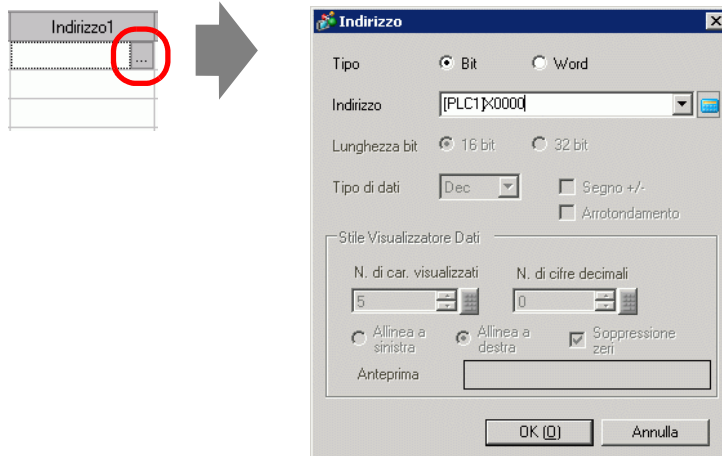 Indirizzo1
...
Indirizzo
Tipo
Bit
Word
Indirizzo
[PLC1]X0000
Lunghezza bit
16 bit
32 bit
Tipo di dati
Dec
Segno +/-
Arrotondamento
Stile Visualizzatore Dati
N. di car. visualizzati
N. di cifre decimali
5
0
Allinea a
sinistra
Allinea a
destra
Soppressione
zeri
Anteprima
OK (O)
Annulla